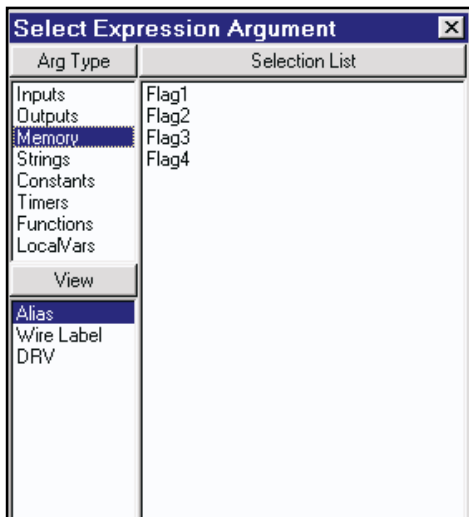 Select Expression Argument
Arg Type
Selection List
Inputs
Outputs
Memory
Strings
Constants
Timers
Functions
LocalVars
View
Alias
Wire Label
DRV
Flag1
Flag2
Flag3
Flag4